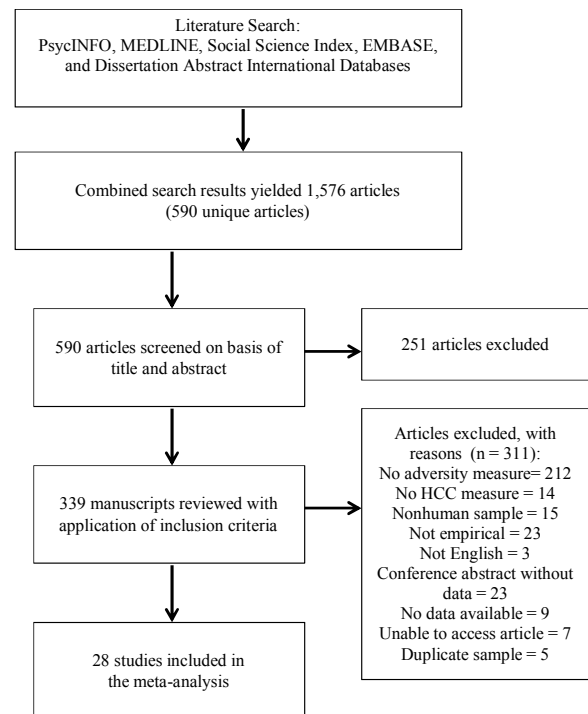 Literature Search:
PsycINFO, MEDLINE, Social Science Index, EMBASE,
and Dissertation Abstract International Databases
Combined search results yielded 1,576 articles
(590 unique articles)
590 articles screened on basis of
title and abstract
251 articles excluded
339 manuscripts reviewed with
application of inclusion criteria
Articles excluded, with
reasons (n = 311):
No adversity measure= 212
No HCC measure = 14
Nonhuman sample = 15
Not empirical = 23
Not English = 3
Conference abstract without
data = 23
No data available = 9
Unable to access article = 7
Duplicate sample = 5
28 studies included in
the meta-analysis